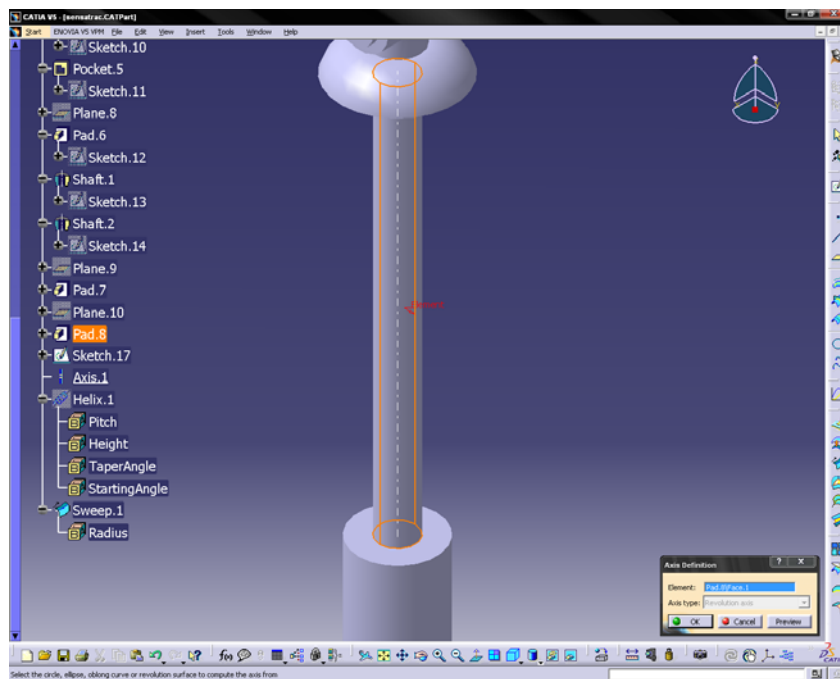 CATIA V5 - [sensatrac.CATPart]
Start ENOVIA V5 VPM File Edit View Insert Tools Window Help
Sketch.10
Pocket.5
Sketch.11
Plane.8
Pad.6
Sketch.12
Shaft.1
Sketch.13
Shaft.2
Sketch.14
Plane.9
Pad.7
Plane.10
Pad.8
Sketch.17
Axis.1
Helix.1
Pitch
Height
TaperAngle
StartingAngle
Sweep.1
Radius
Axis Definition
Element: Pad.8\Face.1
Axis type: Revolution axis
OK Cancel Preview
Select the circle, ellipse, oblong curve or revolution surface to compute the axis from